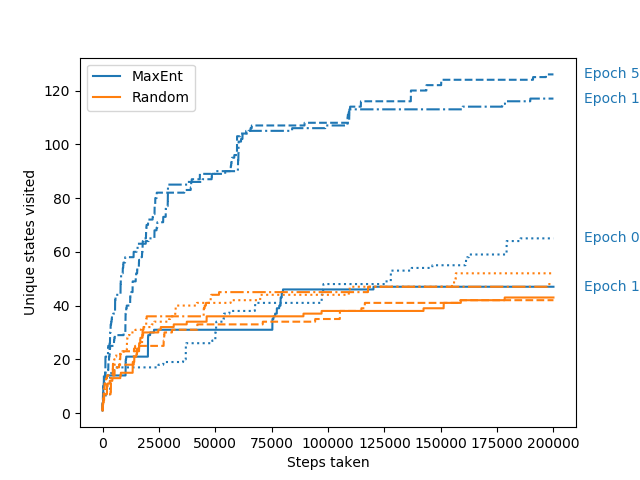 MaxEnt
Random
Epoch 5
Epoch 1
Epoch 0
Epoch 1
120
100
80
60
40
20
0
Unique states visited
0 25000 50000 75000 100000 125000 150000 175000 200000
Steps taken